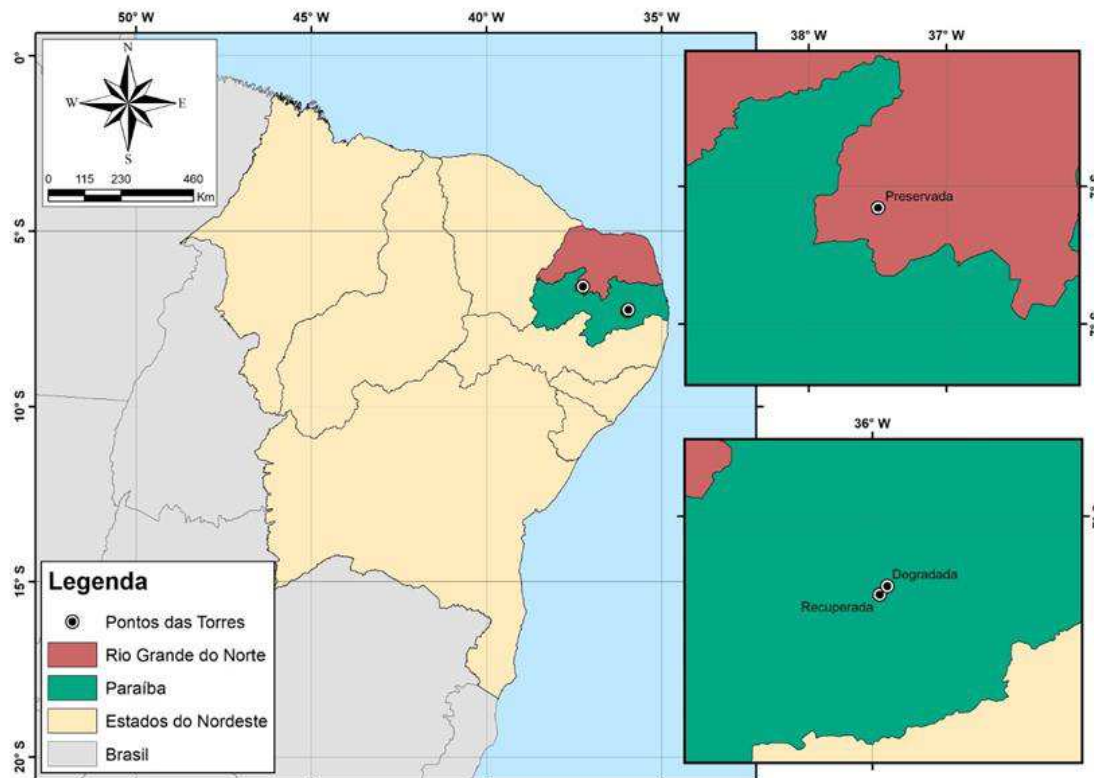 50° W
45° W
40° W
35° W
0°
5° S
10° S
15° S
20° S
N
W
E
S
0 115 230 460
Km
38° W
37° W
Preservada
36° W
Degradada
Recuperada
Legenda
Pontos das Torres
Rio Grande do Norte
Paraíba
Estados do Nordeste
Brasil